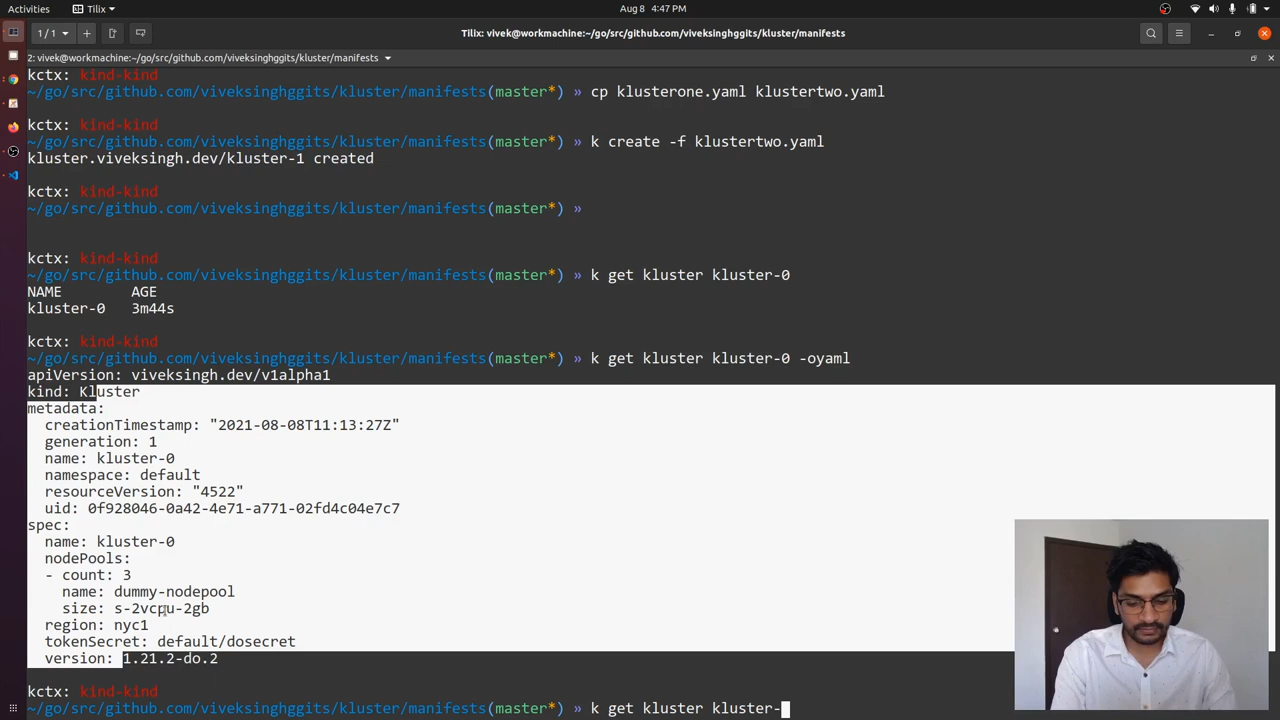 Activities
Tilix
Aug 8 4:47 PM
1/1
Tilix: vivek@workmachine:~/go/src/github.com/viveksinghggits/kluster/manifests
2: vivek@workmachine:~/go/src/github.com/viveksinghggits/kluster/manifests
kctx: kind-kind
~/go/src/github.com/viveksinghggits/kluster/manifests(master*) » cp klusterone.yaml klustertwo.yaml
kctx: kind-kind
~/go/src/github.com/viveksinghggits/kluster/manifests(master*) » k create -f klustertwo.yaml
kluster.viveksingh.dev/kluster-1 created
kctx: kind-kind
~/go/src/github.com/viveksinghggits/kluster/manifests(master*) »
kctx: kind-kind
~/go/src/github.com/viveksinghggits/kluster/manifests(master*) » k get kluster kluster-0
NAME AGE
kluster-0 3m44s
kctx: kind-kind
~/go/src/github.com/viveksinghggits/kluster/manifests(master*) » k get kluster kluster-0 -oyaml
apiVersion: viveksingh.dev/v1alpha1
kind: Kluster
metadata:
creationTimestamp: "2021-08-08T11:13:27Z"
generation: 1
name: kluster-0
namespace: default
resourceVersion: "4522"
uid: 0f928046-0a42-4e71-a771-02fd4c04e7c7
spec:
name: kluster-0
nodePools:
- count: 3
name: dummy-nodepool
size: s-2vcpu-2gb
region: nyc1
tokenSecret: default/dosecret
version: 1.21.2-do.2
kctx: kind-kind
~/go/src/github.com/viveksinghggits/kluster/manifests(master*) » k get kluster kluster-